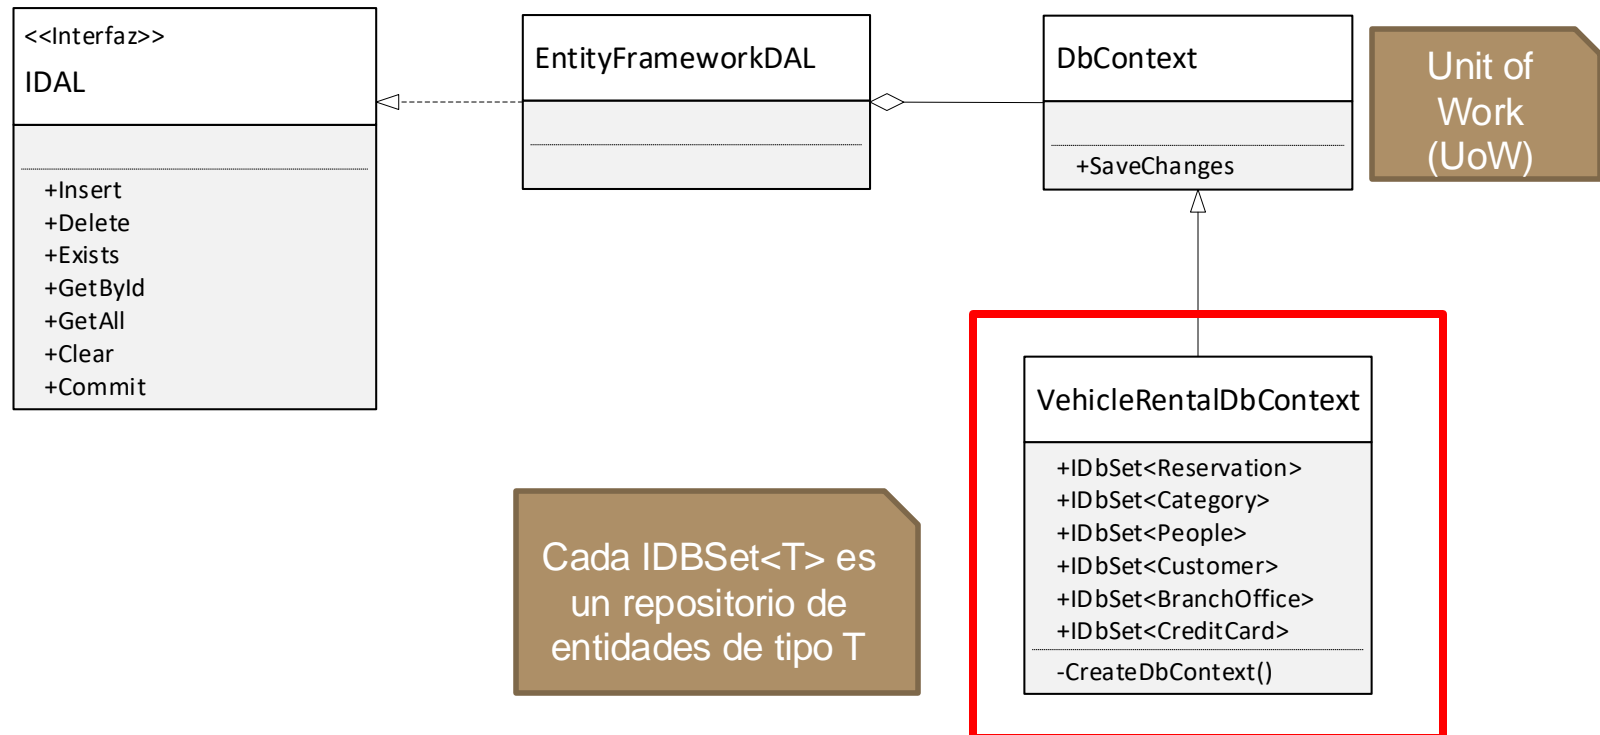 <<Interfaz>>
IDAL
+Insert
+Delete
+Exists
+GetById
+GetAll
+Clear
+Commit
EntityFrameworkDAL
DbContext
+SaveChanges
Unit of
Work
(UoW)
VehicleRentalDbContext
+IDbSet<Reservation>
+IDbSet<Category>
+IDbSet<People>
+IDbSet<Customer>
+IDbSet<BranchOffice>
+IDbSet<CreditCard>
-CreateDbContext()
Cada IDBSet<T> es
un repositorio de
entidades de tipo T